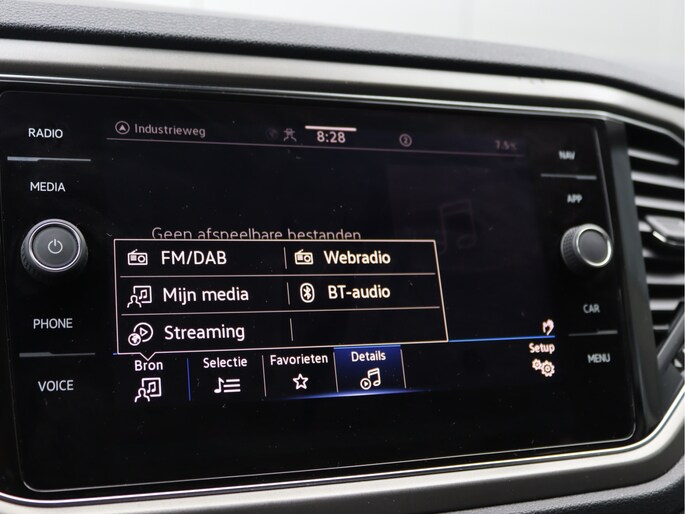 RADIO
MEDIA
PHONE
VOICE
NAV
APP
CAR
MENU
Industrieweg
8:28
2
7.5°C
Geen afspeelbare bestanden
FM/DAB
Webradio
Mijn media
BT-audio
Streaming
Bron
Selectie
Favorieten
Details
Setup